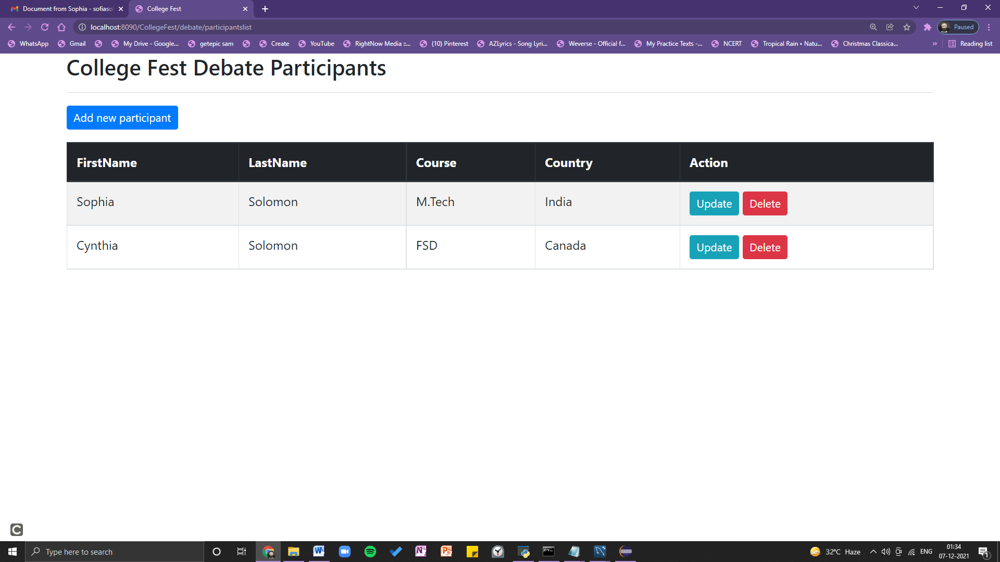 Document from Sophia - sofiasol
College Fest
localhost:8090/CollegeFest/debate/participantslist
Paused
WhatsApp
Gmail
My Drive - Google...
getepic sam
Create
YouTube
RightNow Media ::...
(10) Pinterest
AZLyrics - Song Lyri...
Weverse - Official f...
My Practice Texts -...
NCERT
Tropical Rain • Natu...
Christmas Classica...
»
Reading list
College Fest Debate Participants
Add new participant
FirstName LastName Course Country Action
Sophia Solomon M.Tech India Update Delete
Cynthia Solomon FSD Canada Update Delete
C
Type here to search
32°C Haze
ENG
01:34
07-12-2021
1